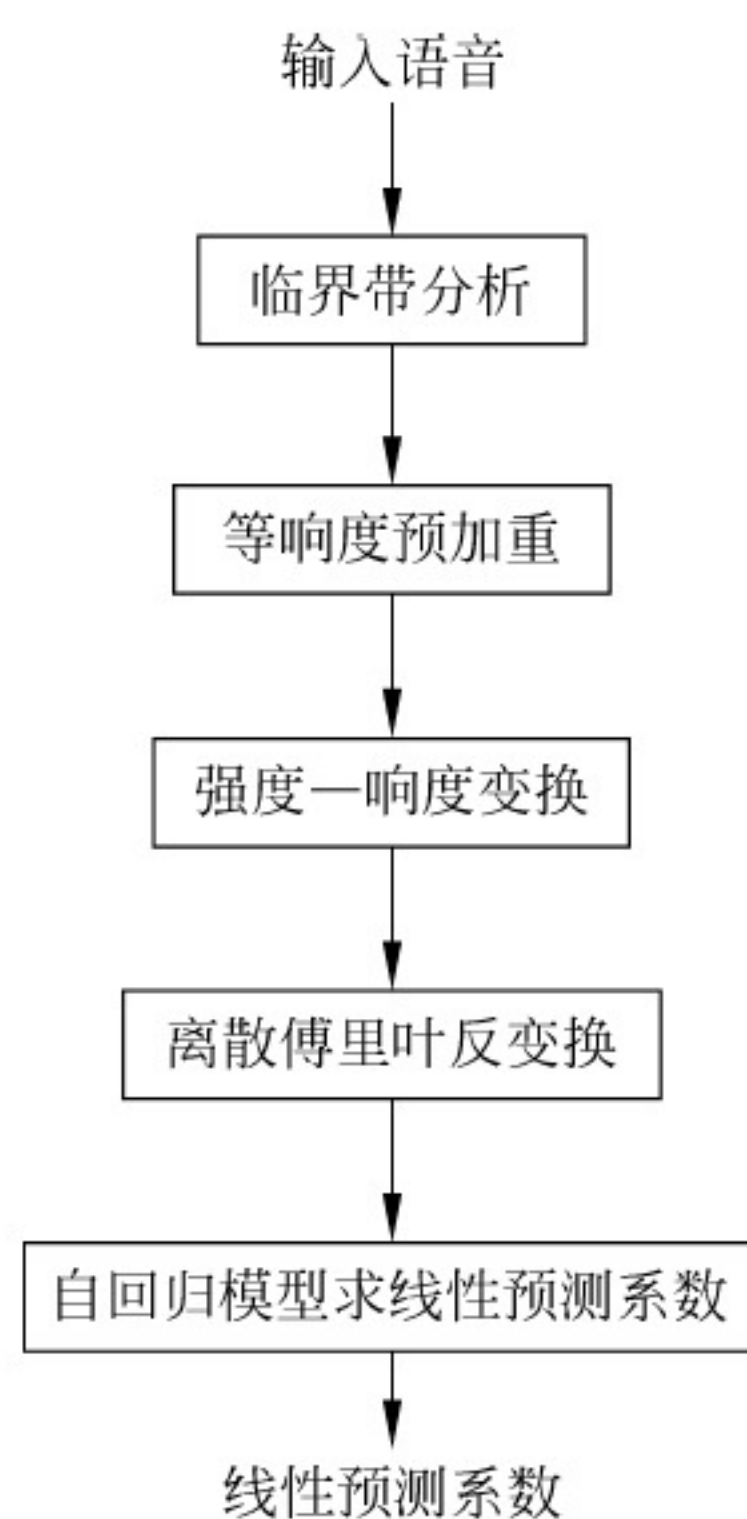 输入语音
临界带分析
等响度预加重
强度—响度变换
离散傅里叶反变换
自回归模型求线性预测系数
线性预测系数